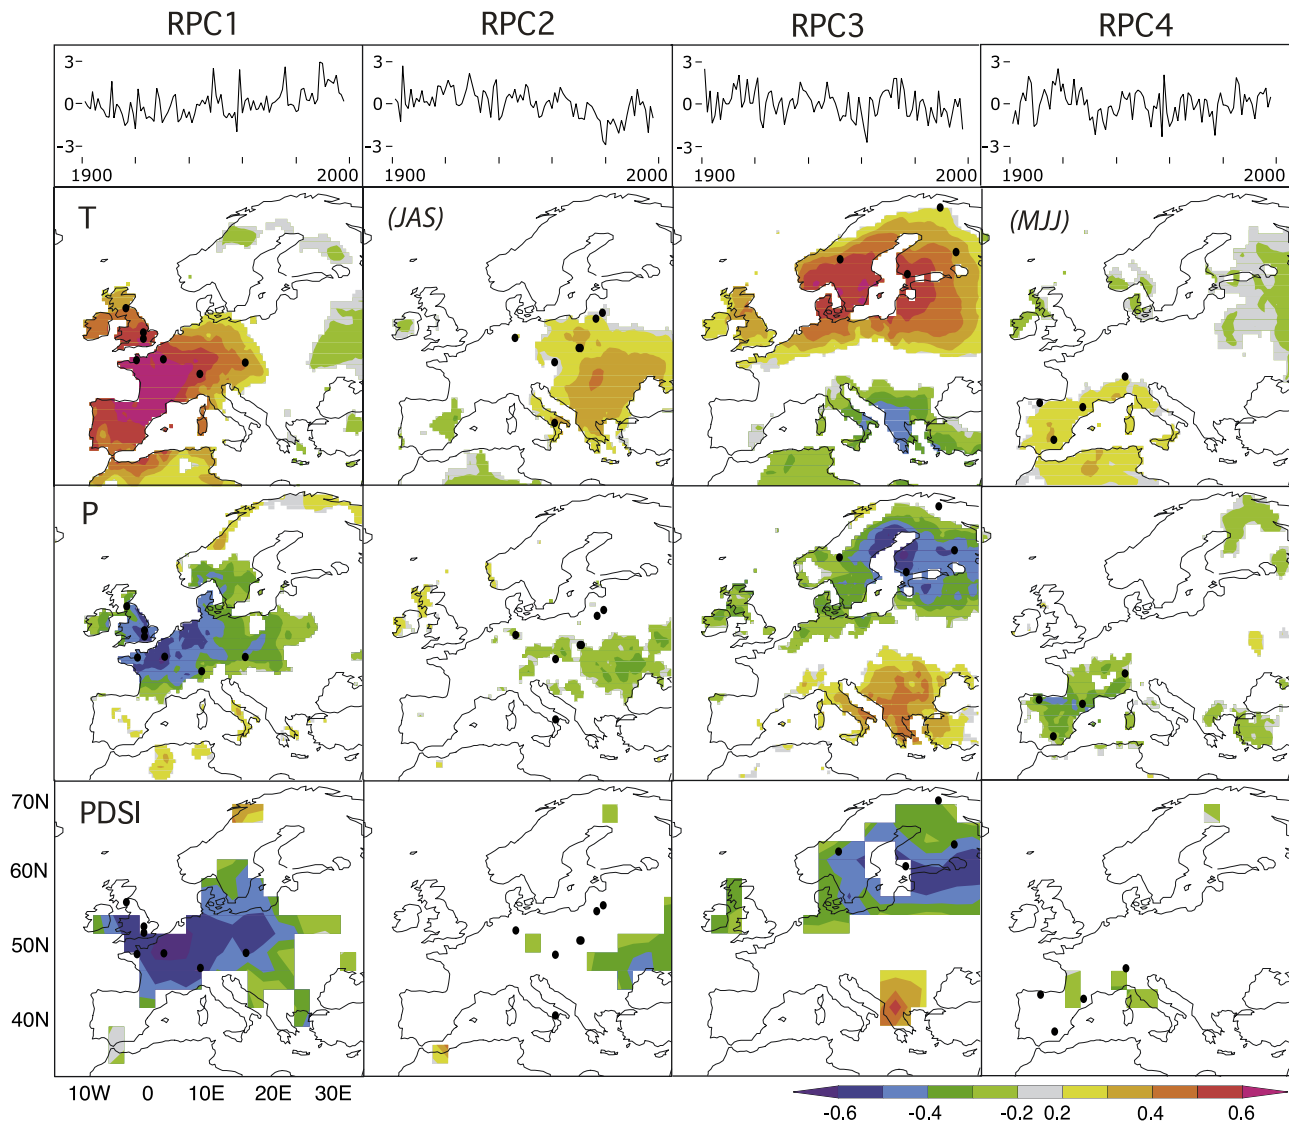 RPC1 RPC2 RPC3 RPC4
3 3 3 3
0 0 0 0
-3 -3 -3 -3
1900 2000 1900 2000 1900 2000 1900 2000
T (JAS) (MJJ)
P
PDSI
70N
60N
50N
40N
10W 0 10E 20E 30E
-0.6 -0.4 -0.2 0.2 0.4 0.6